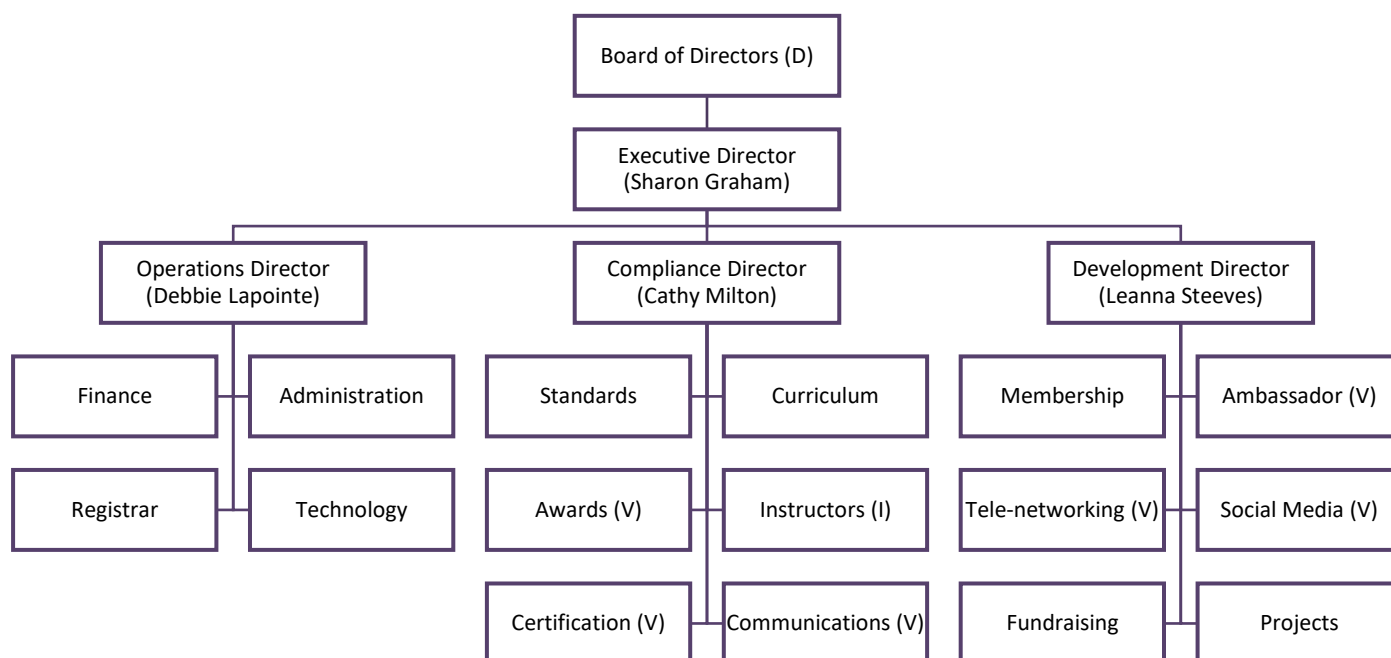 Board of Directors (D)
Executive Director
(Sharon Graham)
Operations Director
(Debbie Lapointe)
Compliance Director
(Cathy Milton)
Development Director
(Leanna Steeves)
Finance
Administration
Standards
Curriculum
Membership
Ambassador (V)
Registrar
Technology
Awards (V)
Instructors (I)
Tele-networking (V)
Social Media (V)
Certification (V)
Communications (V)
Fundraising
Projects